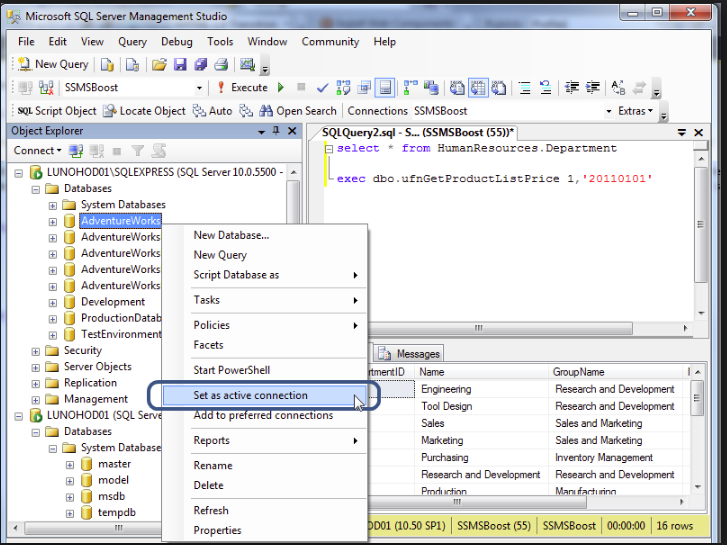 Microsoft SQL Server Management Studio
File Edit View Query Debug Tools Window Community Help
New Query
SSMSBoost Execute
SQL Script Object Locate Object Auto Open Search Connections SSMSBoost Extras
Object Explorer
Connect
LUNOHOD1\SQLEXPRESS (SQL Server 10.0.5500 -
Databases
System Databases
AdventureWorks
AdventureWorks
AdventureWorks
AdventureWorks
AdventureWorks
Development
ProductionDatab
TestEnvironment
Security
Server Objects
Replication
Management
LUNOHOD01 (SQL Serve
Databases
System Database
master
model
msdb
tempdb
New Database...
New Query
Script Database as
Tasks
Policies
Facets
Start PowerShell
Set as active connection
Add to preferred connections
Reports
Rename
Delete
Refresh
Properties
SQLQuery2.sql - S... (SSMSBoost (55))*
select * from HumanResources.Department
exec dbo.ufnGetProductListPrice 1,'20110101'
Messages
rtmentID Name GroupName
Engineering Research and Development
Tool Design Research and Development
Sales Sales and Marketing
Marketing Sales and Marketing
Purchasing Inventory Management
Research and Development Research and Development
Production Manufacturing
OD01 (10.50 SP1) SSMSBoost (55) SSMSBoost 00:00:00 16 rows